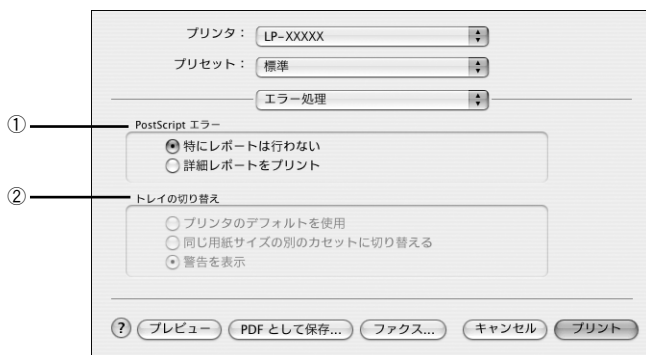 プリンタ： LP-XXXXX
プリセット： 標準
エラー処理
① PostScript エラー
特にレポートは行わない
詳細レポートをプリント
② トレイの切り替え
プリンタのデフォルトを使用
同じ用紙サイズの別のカセットに切り替える
警告を表示
? プレビュー PDF として保存... ファクス... キャンセル プリント